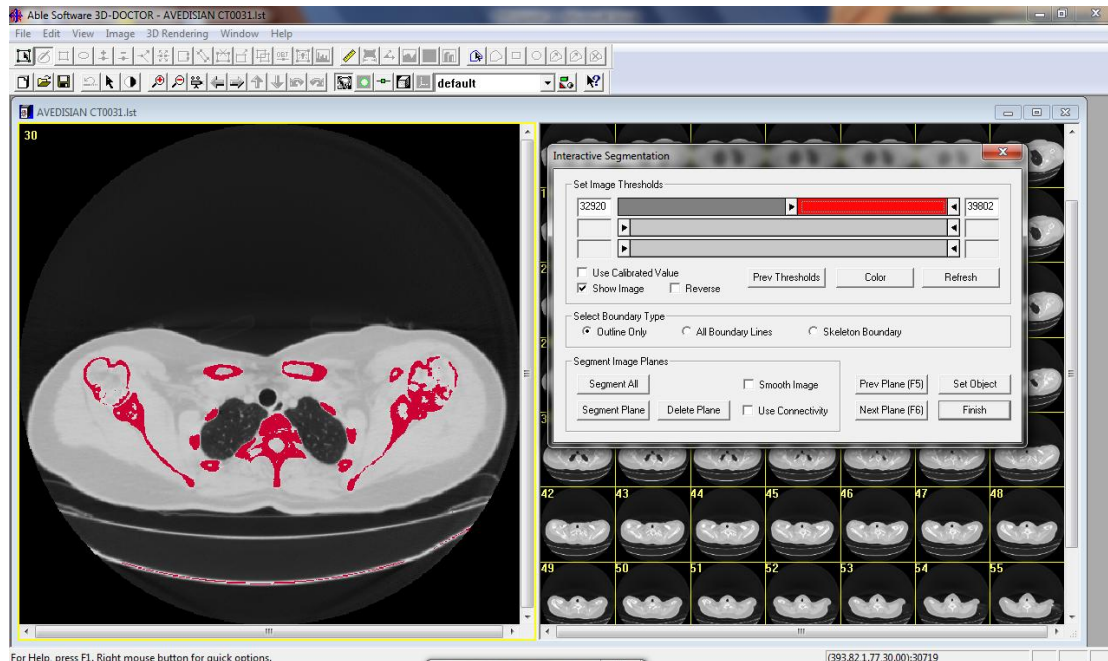 Able Software 3D-DOCTOR - AVEDISIAN CT0031.lst
File Edit View Image 3D Rendering Window Help
default
AVEDISIAN CT0031.lst
30
Interactive Segmentation
Set Image Thresholds
32920 39802
Use Calibrated Value
Prev Thresholds Color Refresh
Show Image Reverse
Select Boundary Type
Outline Only All Boundary Lines Skeleton Boundary
Segment Image Planes
Segment All Smooth Image Prev Plane (F5) Set Object
Segment Plane Delete Plane Use Connectivity Next Plane (F6) Finish
42 43 44 45 46 47 48
49 50 51 52 53 54 55
For Help, press F1. Right mouse button for quick options.
(393.82,1.77,30.00):30719